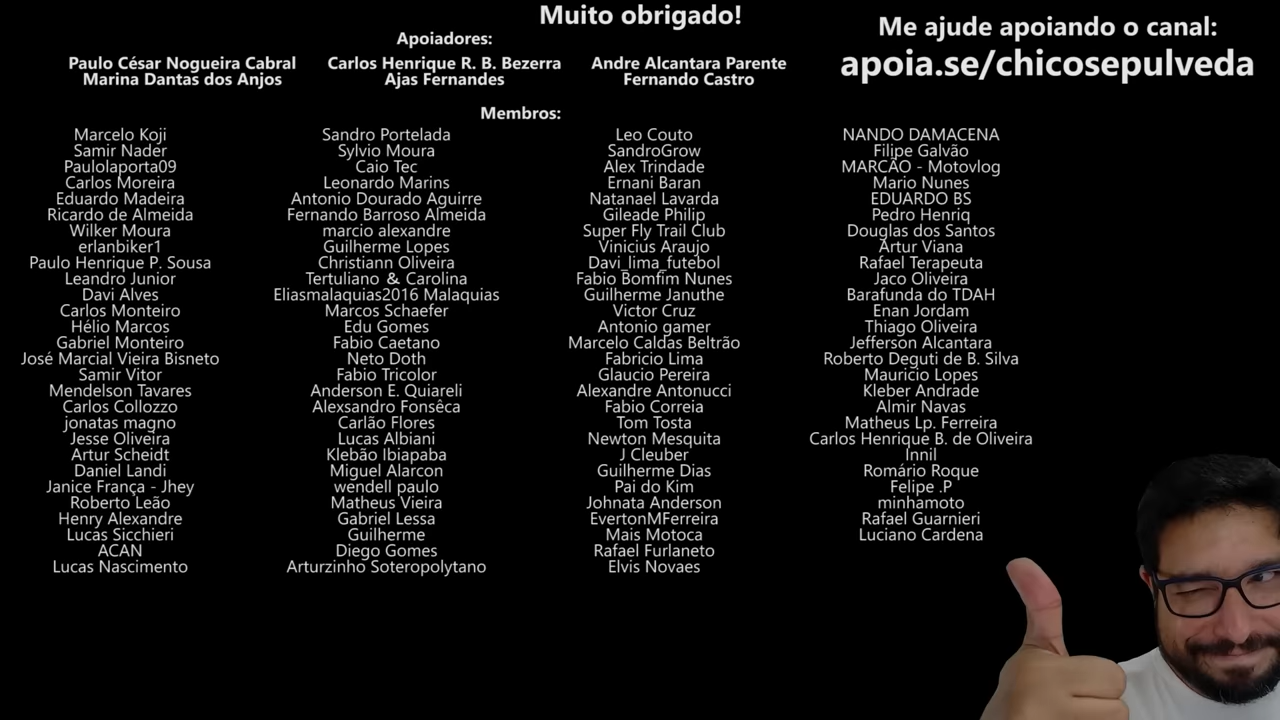 Muito obrigado!
Me ajude apoiando o canal:
apoia.se/chicosepulveda
Apoiadores:
Paulo César Nogueira Cabral
Marina Dantas dos Anjos
Carlos Henrique R. B. Bezerra
Ajas Fernandes
Andre Alcantara Parente
Fernando Castro
Membros:
Marcelo Koji
Samir Nader
Paulolaporta09
Carlos Moreira
Eduardo Madeira
Ricardo de Almeida
Wilker Moura
erlanbiker1
Paulo Henrique P. Sousa
Leandro Junior
Davi Alves
Carlos Monteiro
Hélio Marcos
Gabriel Monteiro
José Marcial Vieira Bisneto
Samir Vitor
Mendelson Tavares
Carlos Collozzo
jonatas magno
Jesse Oliveira
Artur Scheidt
Daniel Landi
Janice França - Jhey
Roberto Leão
Henry Alexandre
Lucas Sicchieri
ACAN
Lucas Nascimento
Sandro Portelada
Sylvio Moura
Caio Tec
Leonardo Marins
Antonio Dourado Aguirre
Fernando Barroso Almeida
marcio alexandre
Guilherme Lopes
Christiann Oliveira
Tertuliano & Carolina
Eliasmalaquias2016 Malaquias
Marcos Schaefer
Edu Gomes
Fabio Caetano
Neto Doth
Fabio Tricolor
Anderson E. Quiareli
Alexsandro Fonsêca
Carlão Flores
Lucas Albiani
Klebão Ibiapaba
Miguel Alarcon
wendell paulo
Matheus Vieira
Gabriel Lessa
Guilherme
Diego Gomes
Arturzinho Soteropolytano
Leo Couto
SandroGrow
Alex Trindade
Ernani Baran
Natanael Lavarda
Gileade Philip
Super Fly Trail Club
Vinicius Araujo
Davi_lima_futebol
Fabio Bomfim Nunes
Guilherme Januthe
Victor Cruz
Antonio gamer
Marcelo Caldas Beltrão
Fabricio Lima
Glaucio Pereira
Alexandre Antonucci
Fabio Correia
Tom Tosta
Newton Mesquita
J Cleuber
Guilherme Dias
Pai do Kim
Johnata Anderson
EvertonMFerreira
Mais Motoca
Rafael Furlaneto
Elvis Novaes
NANDO DAMACENA
Filipe Galvão
MARCÃO - Motovlog
Mario Nunes
EDUARDO BS
Pedro Henriq
Douglas dos Santos
Artur Viana
Rafael Terapeuta
Jaco Oliveira
Barafunda do TDAH
Enan Jordam
Thiago Oliveira
Jefferson Alcantara
Roberto Deguti de B. Silva
Mauricio Lopes
Kleber Andrade
Almir Navas
Matheus Lp. Ferreira
Carlos Henrique B. de Oliveira
Innil
Romário Roque
Felipe .P
minhamoto
Rafael Guarnieri
Luciano Cardena